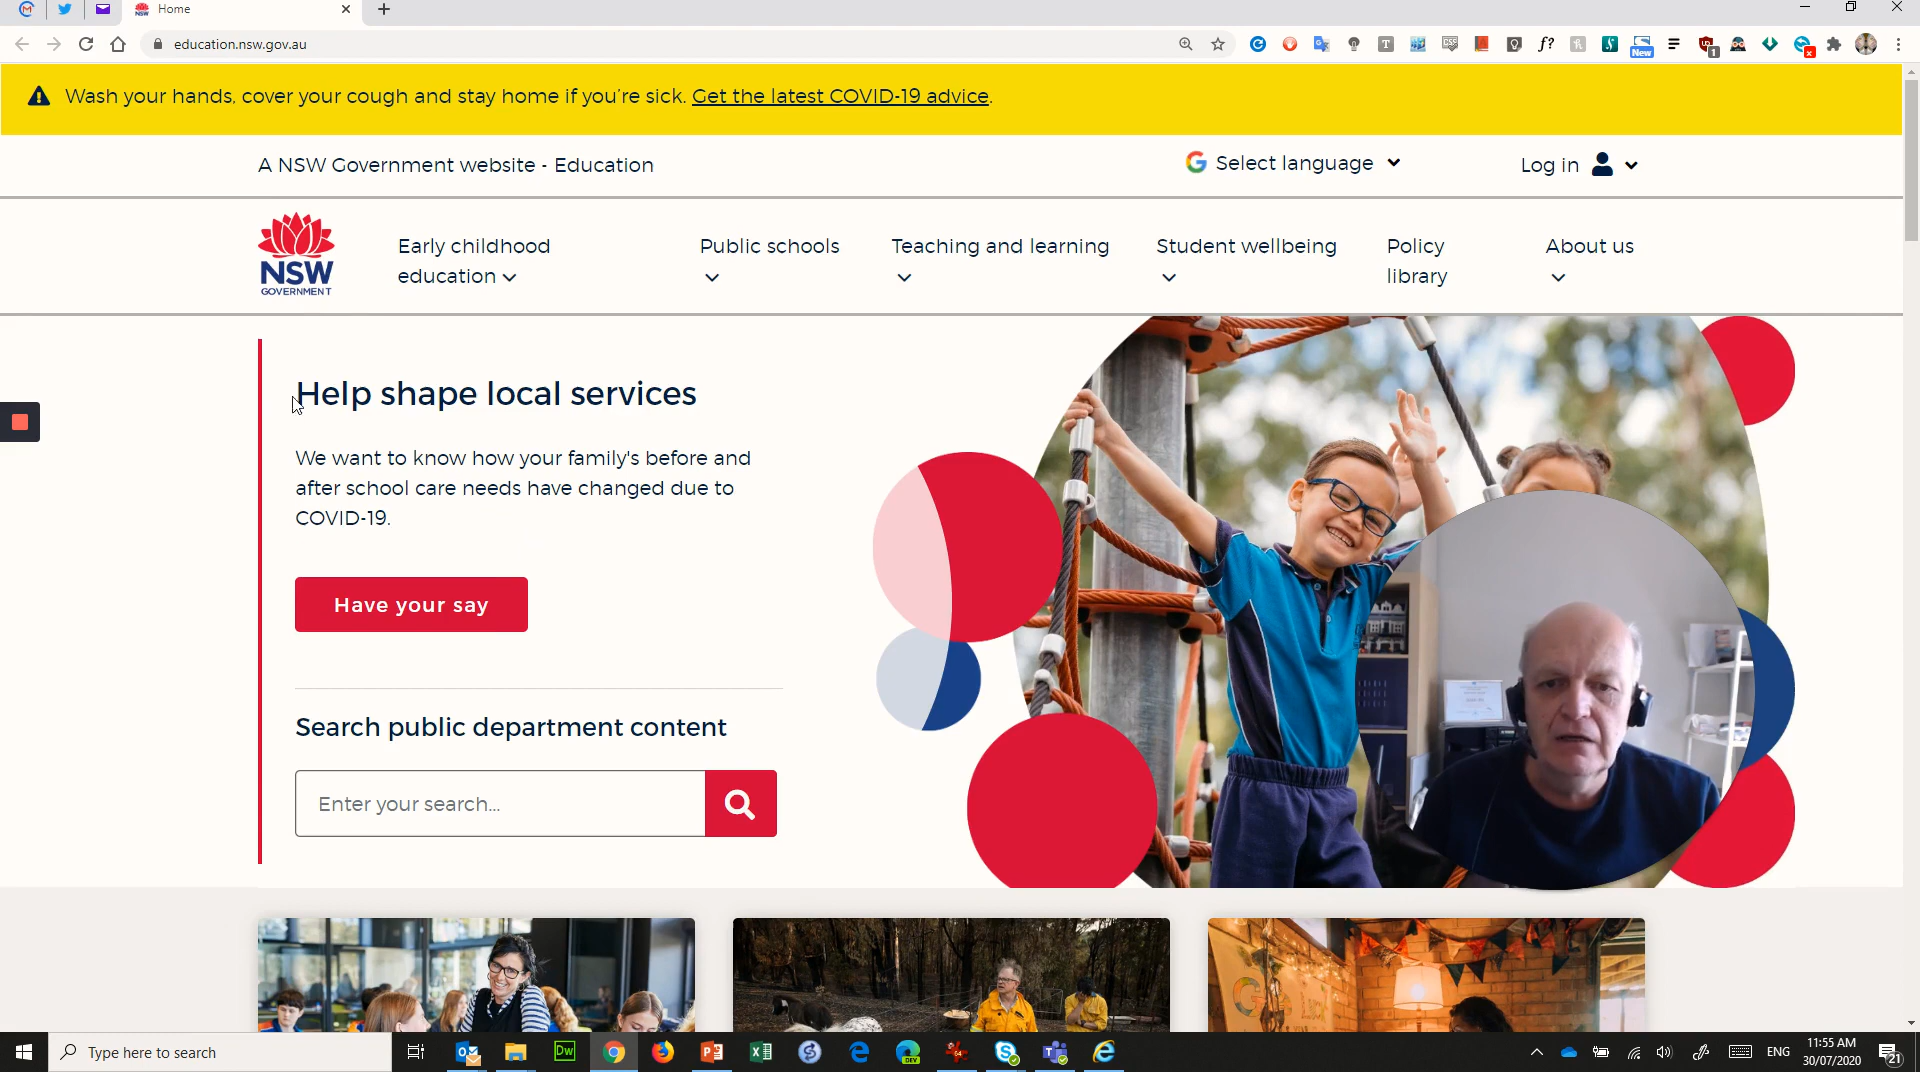 Home
education.nsw.gov.au
New
Wash your hands, cover your cough and stay home if you're sick. Get the latest COVID-19 advice.
A NSW Government website - Education
Select language
Log in
NSW
GOVERNMENT
Early childhood
education
Public schools
Teaching and learning
Student wellbeing
Policy
library
About us
Help shape local services
We want to know how your family's before and
after school care needs have changed due to
COVID-19.
Have your say
Search public department content
Enter your search...
Type here to search
Dw
DEV
ENG
11:55 AM
30/07/2020
21